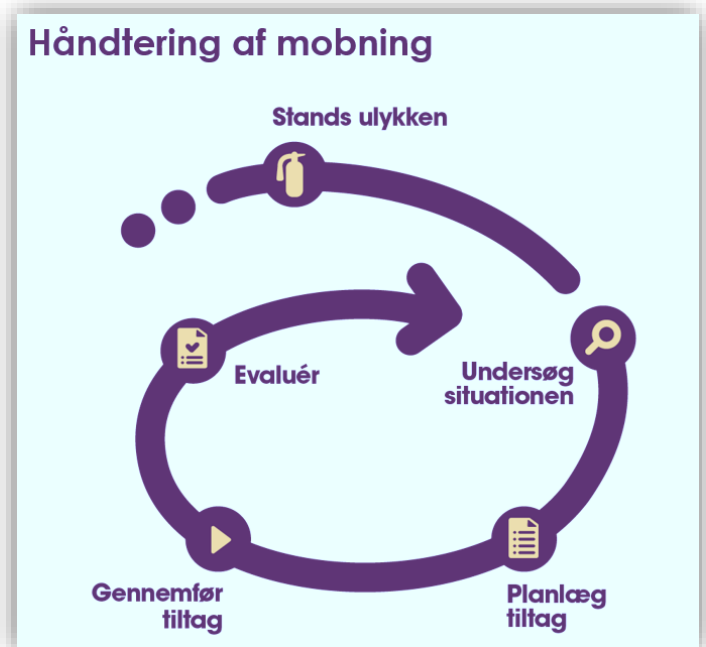 Håndtering af mobning
Stands ulykken
Undersøg
situationen
Evaluér
Planlæg
tiltag
Gennemfør
tiltag